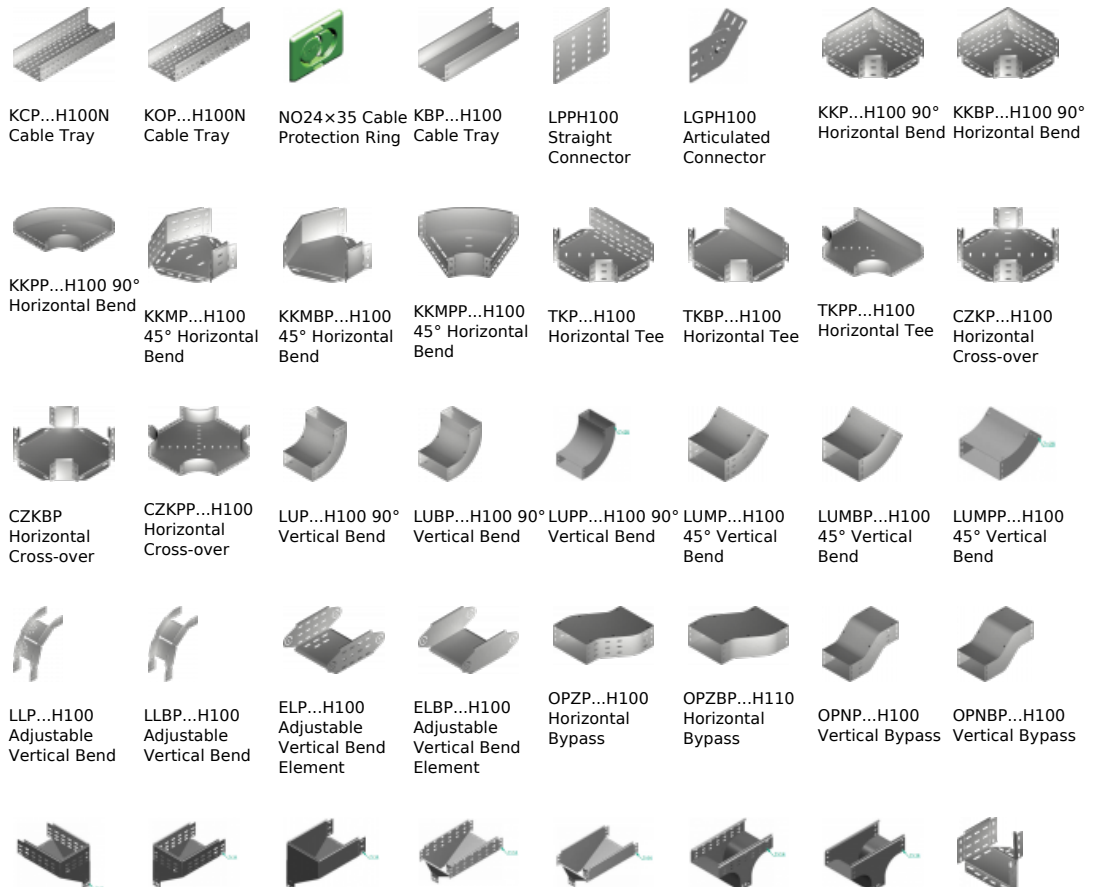 KCP...H100N
Cable Tray
KOP...H100N
Cable Tray
NO24×35 Cable
Protection Ring
KBP...H100
Cable Tray
LPPH100
Straight
Connector
LGPH100
Articulated
Connector
KKP...H100 90°
Horizontal Bend
KKBP...H100 90°
Horizontal Bend
KKPP...H100 90°
Horizontal Bend
KKMP...H100
45° Horizontal
Bend
KKMBP...H100
45° Horizontal
Bend
KKMPP...H100
45° Horizontal
Bend
TKP...H100
Horizontal Tee
TKBP...H100
Horizontal Tee
TKPP...H100
Horizontal Tee
CZKP...H100
Horizontal
Cross-over
CZKBP
Horizontal
Cross-over
CZKPP...H100
Horizontal
Cross-over
LUP...H100 90°
Vertical Bend
LUBP...H100 90°
Vertical Bend
LUPP...H100 90°
Vertical Bend
LUMP...H100
45° Vertical
Bend
LUMBP...H100
45° Vertical
Bend
LUMPP...H100
45° Vertical
Bend
LLP...H100
Adjustable
Vertical Bend
LLBP...H100
Adjustable
Vertical Bend
ELP...H100
Adjustable
Vertical Bend
Element
ELBP...H100
Adjustable
Vertical Bend
Element
OPZP...H100
Horizontal
Bypass
OPZBP...H110
Horizontal
Bypass
OPNP...H100
Vertical Bypass
OPNBP...H100
Vertical Bypass